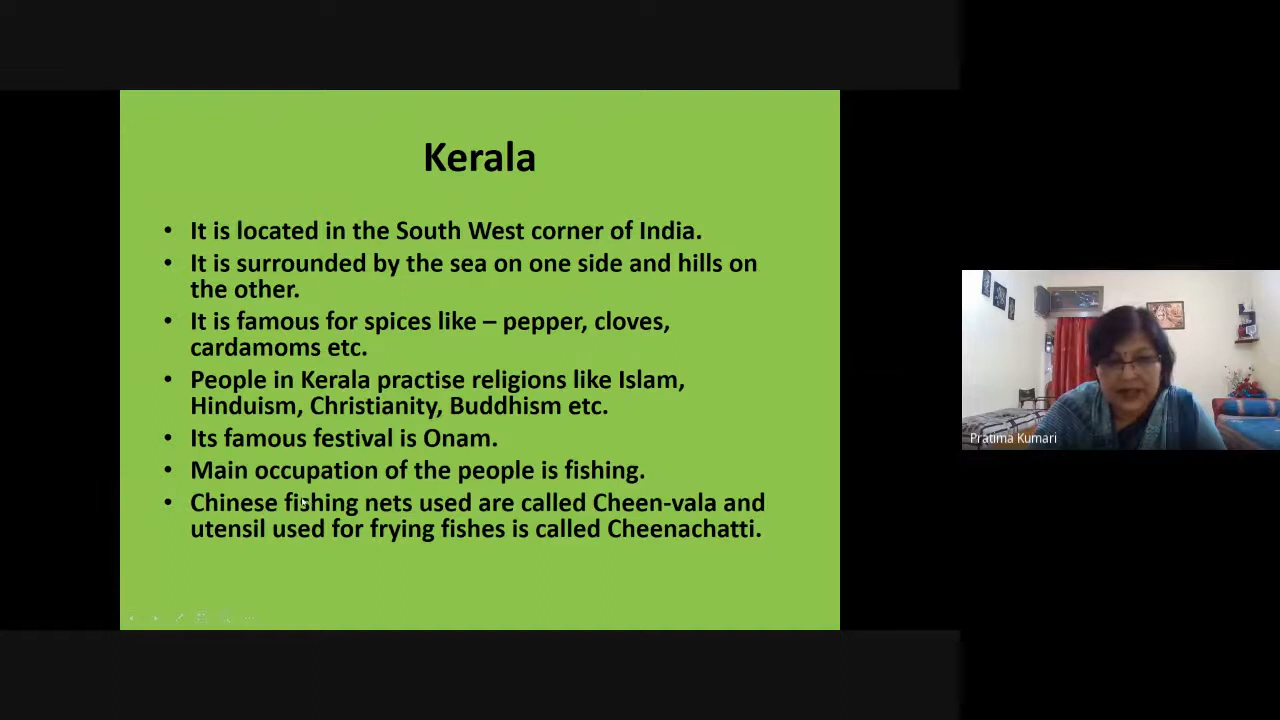 Kerala
• It is located in the South West corner of India.
• It is surrounded by the sea on one side and hills on
the other.
• It is famous for spices like – pepper, cloves,
cardamoms etc.
• People in Kerala practise religions like Islam,
Hinduism, Christianity, Buddhism etc.
• Its famous festival is Onam.
• Main occupation of the people is fishing.
• Chinese fishing nets used are called Cheen-vala and
utensil used for frying fishes is called Cheenachatti.
Pratima Kumari